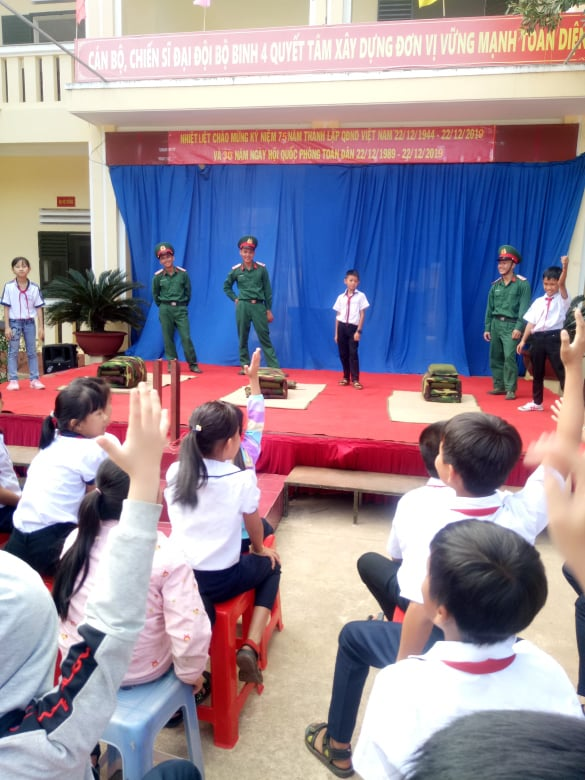 CÁN BỘ, CHIẾN SĨ ĐẠI ĐỘI BỘ BINH 4 QUYẾT TÂM XÂY DỰNG ĐƠN VỊ VỮNG MẠNH TOÀN DIỆ
NHIỆT LIỆT CHÀO MỪNG KỶ NIỆM 75 NĂM THÀNH LẬP QĐND VIỆT NAM 22/12/1944 - 22/12/2019
VÀ 30 NĂM NGÀY HỘI QUỐC PHÒNG TOÀN DÂN 22/12/1989 - 22/12/2019